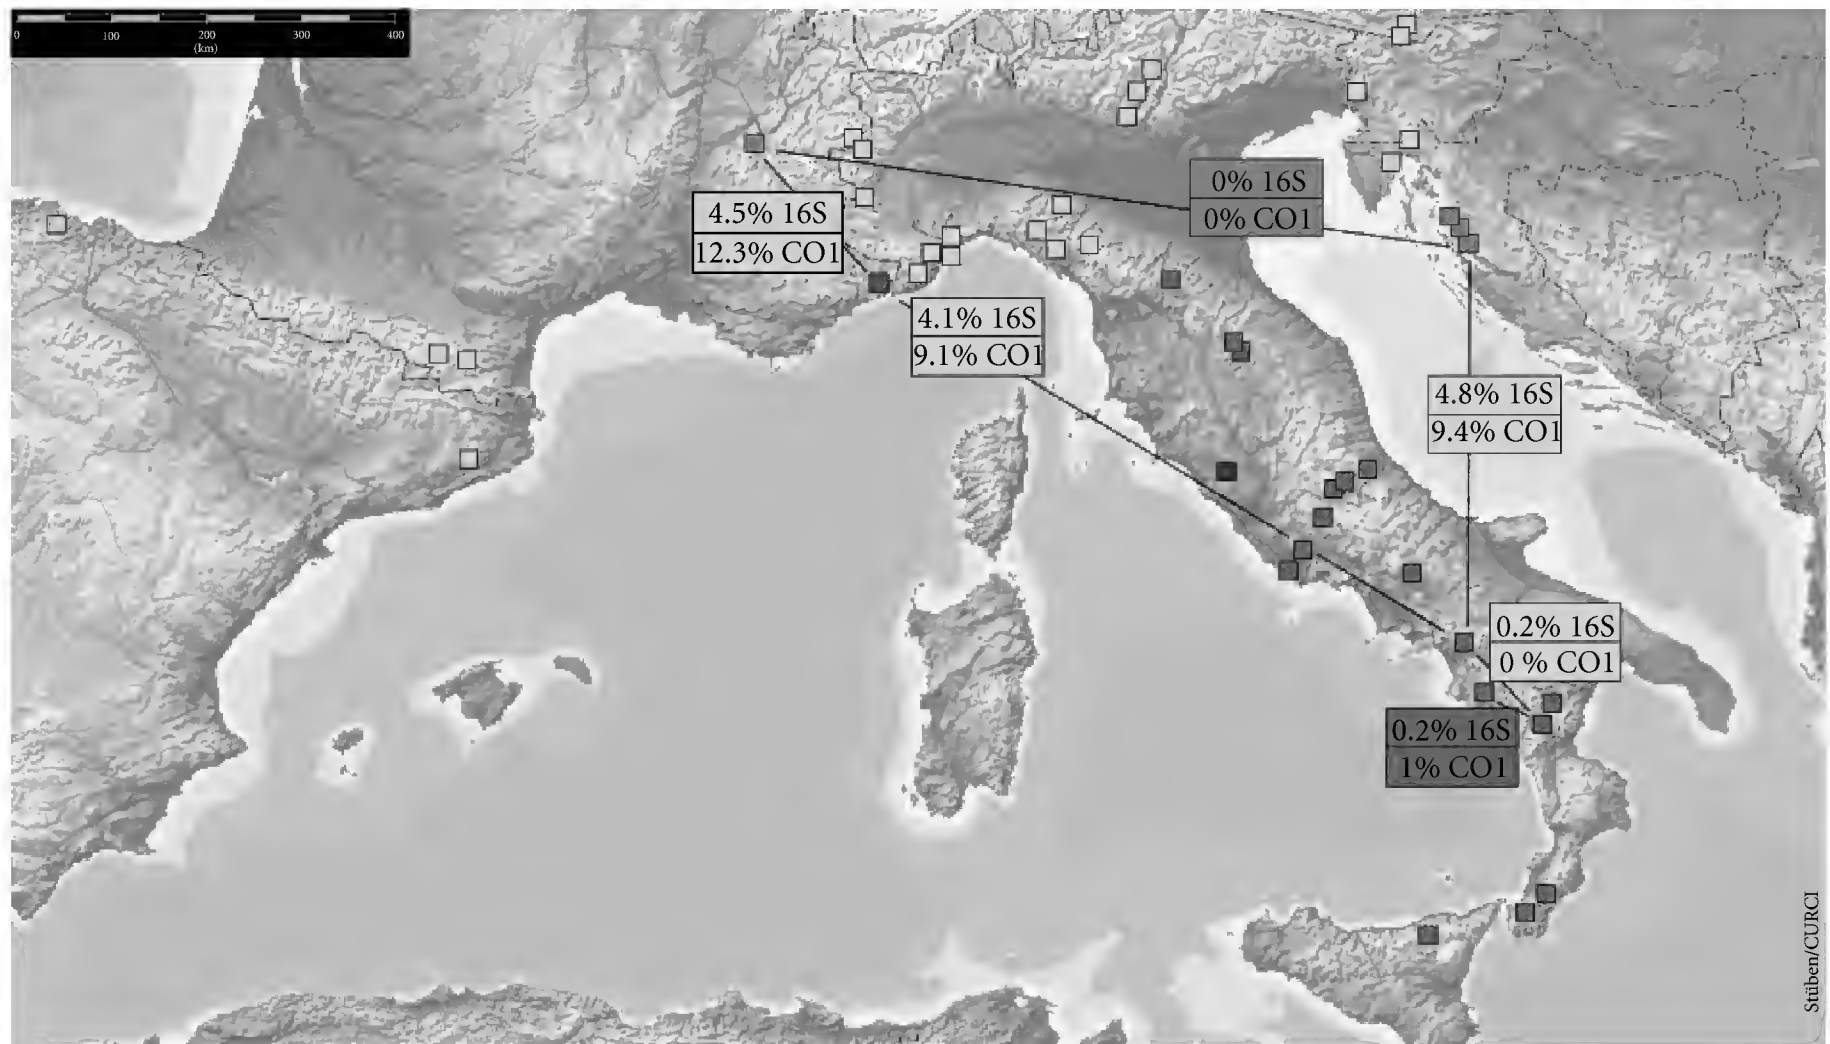 0 100 200 300 400
(km)
0% 16S
0% CO1
4.5% 16S
12.3% CO1
4.1% 16S
9.1% CO1
4.8% 16S
9.4% CO1
0.2% 16S
0 % CO1
0.2% 16S
1% CO1
Stüben/CURCI